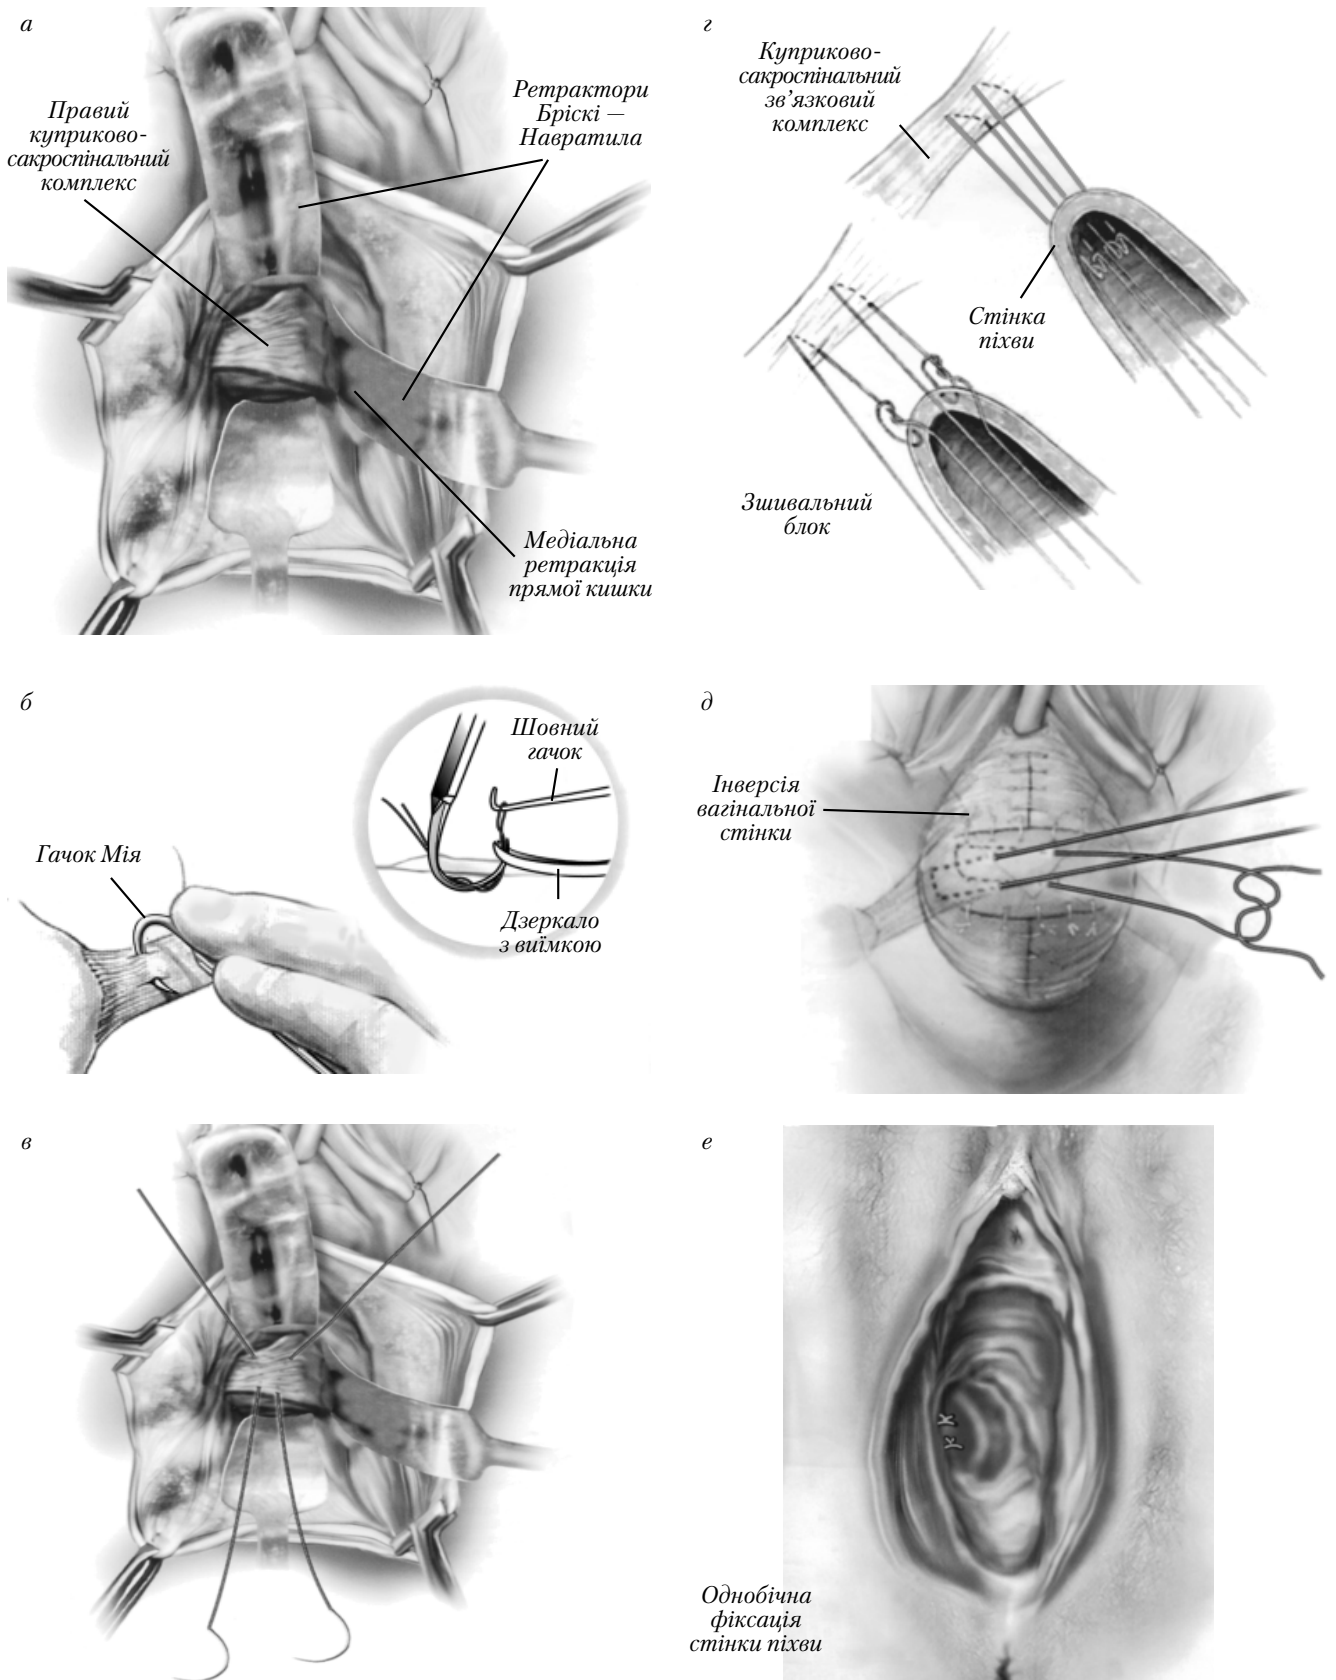 а
Правий
куприково-
сакроспінальний
комплекс
Ретрактори
Бріскі —
Навратила
Медіальна
ретракція
прямої кишки
г
Куприково-
сакроспінальний
зв’язковий
комплекс
Стінка
піхви
Зшивальний
блок
б
Гачок Мія
Шовний
гачок
Дзеркало
з виїмкою
д
Інверсія
вагінальної
стінки
в
е
Однобічна
фіксація
стінки піхви